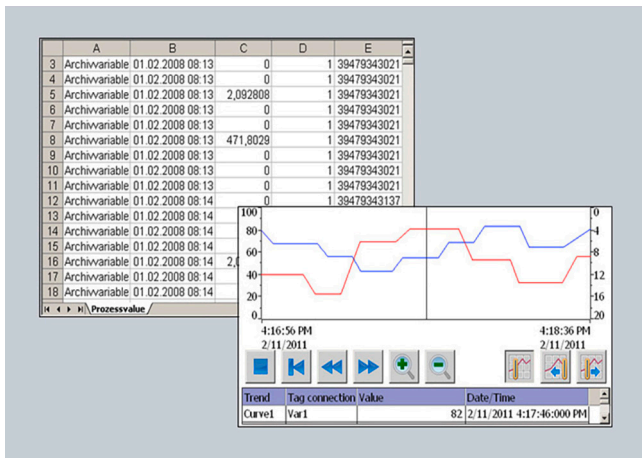 A B C D E
3 Archivvariable 01.02.2008 08:13 0 1 39479343021
4 Archivvariable 01.02.2008 08:13 0 1 39479343021
5 Archivvariable 01.02.2008 08:13 2,092808 1 39479343021
6 Archivvariable 01.02.2008 08:13 0 1 39479343021
7 Archivvariable 01.02.2008 08:13 0 1 39479343021
8 Archivvariable 01.02.2008 08:13 471,8029 1 39479343021
9 Archivvariable 01.02.2008 08:13 0 1 39479343021
10 Archivvariable 01.02.2008 08:13 0 1 39479343021
11 Archivvariable 01.02.2008 08:13 0 1 39479343021
12 Archivvariable 01.02.2008 08:14 0 1 39479343137
13 Archivvariable 01.02.2008 08:14
14 Archivvariable 01.02.2008 08:14
15 Archivvariable 01.02.2008 08:14
16 Archivvariable 01.02.2008 08:14
17 Archivvariable 01.02.2008 08:14
18 Archivvariable 01.02.2008 08:14
Prozessvalue
100 0
80 -4
60 -8
40 -12
20 -16
0 20
4:16:56 PM 4:18:36 PM
2/11/2011 2/11/2011
Trend Tag connection Value Date/Time
Curve1 Var1 82 2/11/2011 4:17:46:000 PM